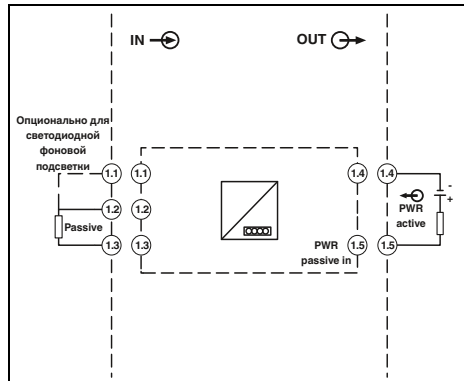 IN
OUT
Опционально для
светодиодной
фоновой
подсветки
1.1
1.1
1.4
1.4
-
+
1.2
1.2
Passive
PWR
active
1.3
1.3
0000
PWR
passive in
1.5
1.5